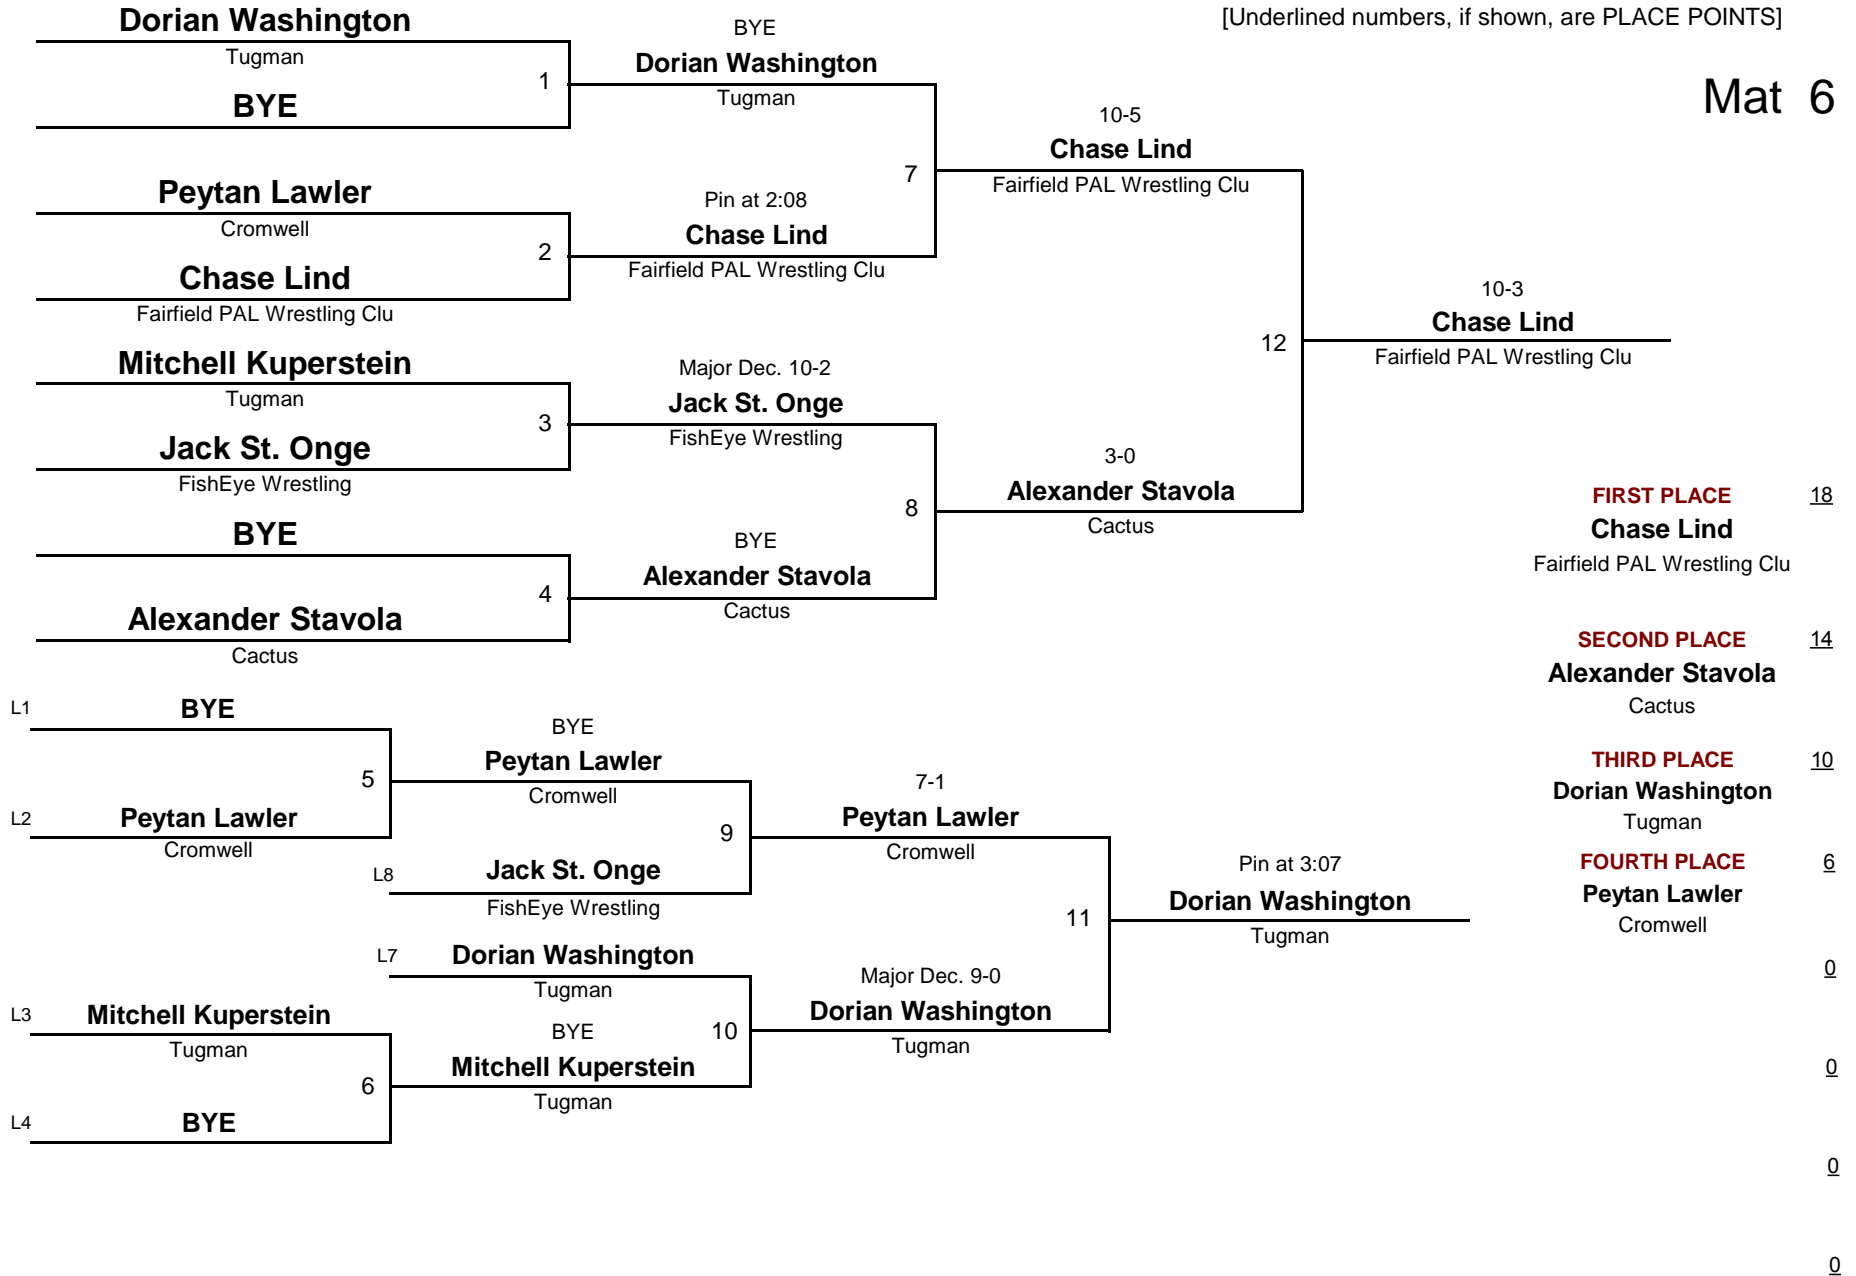 [Underlined numbers, if shown, are PLACE POINTS]
Mat 6
Dorian Washington
Tugman
1
BYE
Peytan Lawler
Cromwell
2
Chase Lind
Fairfield PAL Wrestling Clu
Mitchell Kuperstein
Tugman
3
Jack St. Onge
FishEye Wrestling
BYE
4
Alexander Stavola
Cactus
BYE
Dorian Washington
Tugman
7
Pin at 2:08
Chase Lind
Fairfield PAL Wrestling Clu
Major Dec. 10-2
Jack St. Onge
FishEye Wrestling
8
BYE
Alexander Stavola
Cactus
10-5
Chase Lind
Fairfield PAL Wrestling Clu
12
3-0
Alexander Stavola
Cactus
10-3
Chase Lind
Fairfield PAL Wrestling Clu
FIRST PLACE 18
Chase Lind
Fairfield PAL Wrestling Clu
SECOND PLACE 14
Alexander Stavola
Cactus
THIRD PLACE 10
Dorian Washington
Tugman
FOURTH PLACE 6
Peytan Lawler
Cromwell
0
0
0
0
L1 BYE
5
L2 Peytan Lawler
Cromwell
L3 Mitchell Kuperstein
Tugman
6
L4 BYE
BYE
Peytan Lawler
Cromwell
9
L8 Jack St. Onge
FishEye Wrestling
L7 Dorian Washington
Tugman
10
BYE
Mitchell Kuperstein
Tugman
7-1
Peytan Lawler
Cromwell
11
Major Dec. 9-0
Dorian Washington
Tugman
Pin at 3:07
Dorian Washington
Tugman